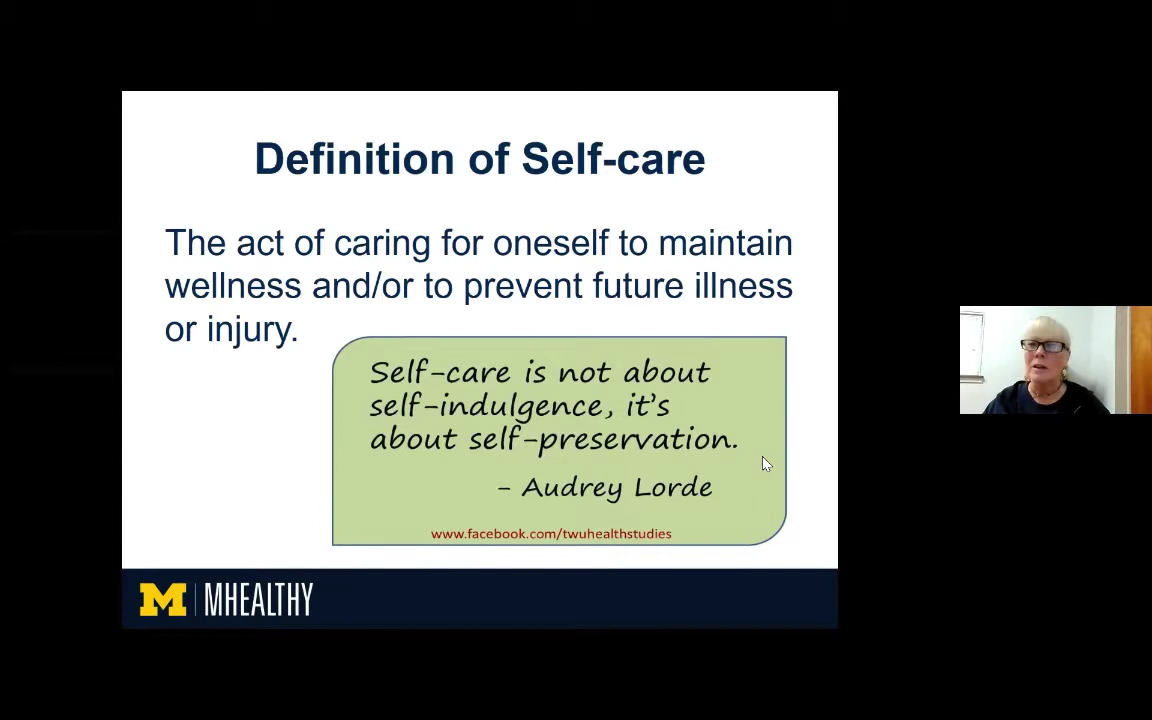 Definition of Self-care
The act of caring for oneself to maintain
wellness and/or to prevent future illness
or injury.
Self-care is not about
self-indulgence, it's
about self-preservation.
- Audrey Lorde
www.facebook.com/twuhealthstudies
M | MHEALTHY